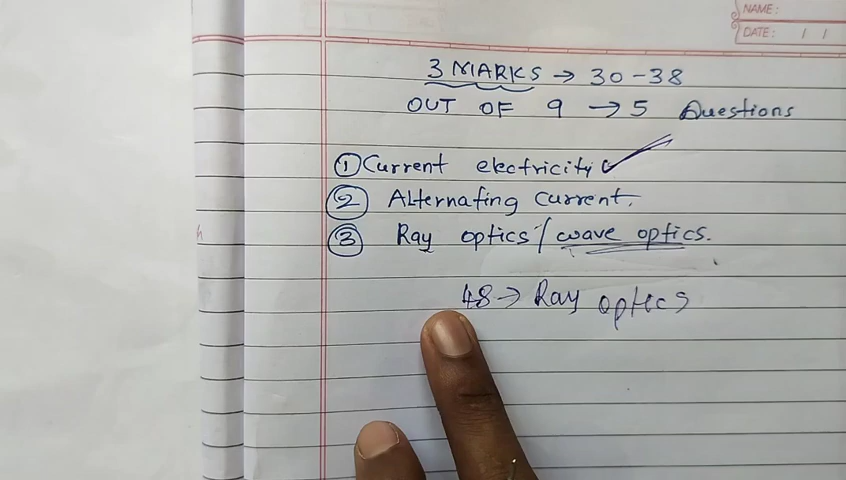 NAME:
DATE: / /
3 MARKS → 30-38
OUT OF 9 → 5 Questions
① Current electricity
② Alternating current.
③ Ray optics / wave optics.
48 → Ray optics